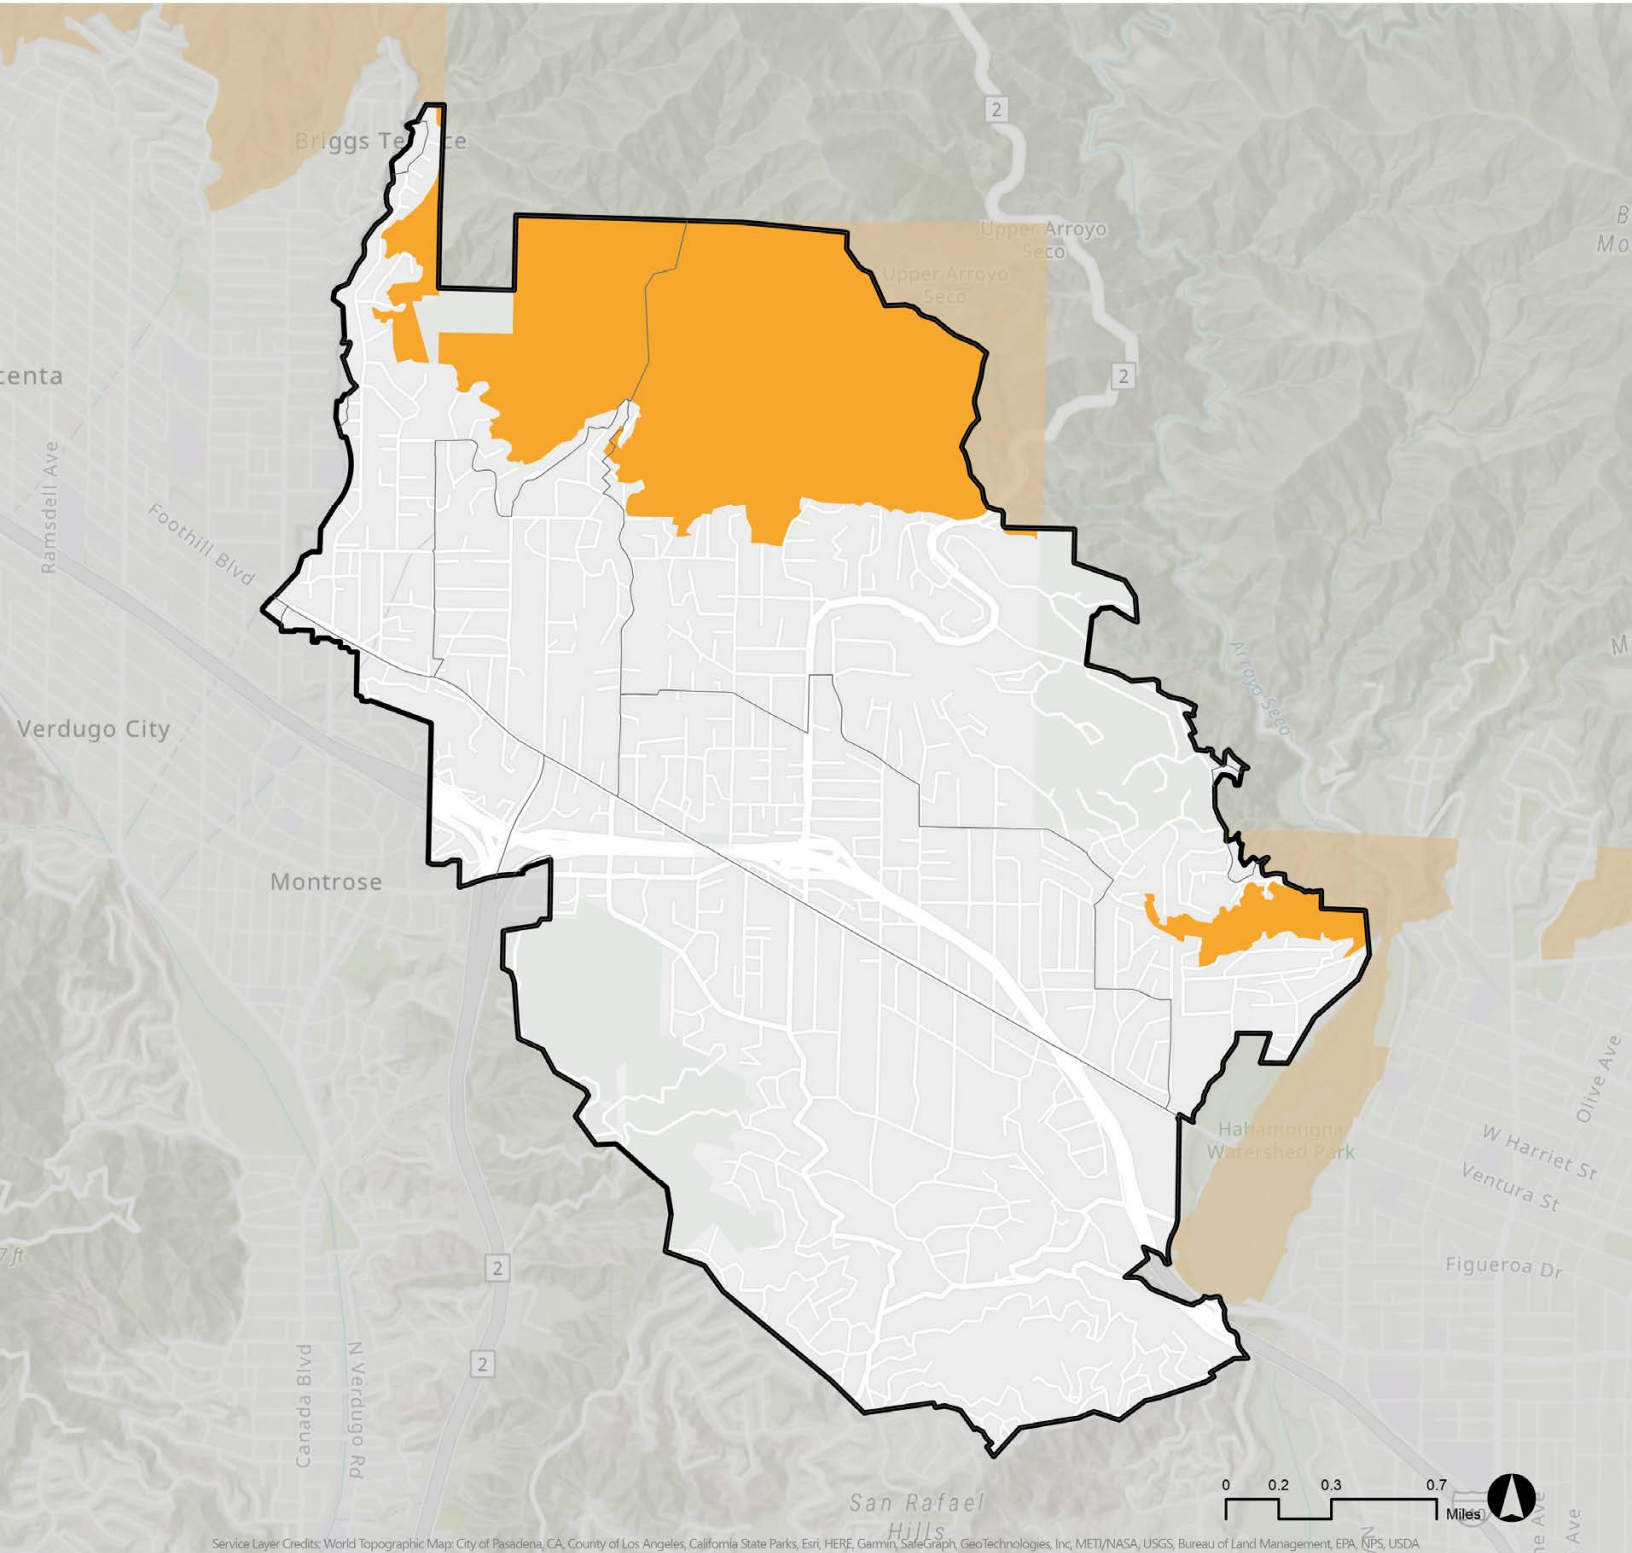 2
Briggs Te ce
Upper Arroyo
Seco
Upper Arroyo
Seco
2
centa
Ramsdell Ave
Foothill Blvd
Arroyo Seco
Verdugo City
Montrose
Hahamongna
Watershed Park
Olive Ave
W Harriet St
Ventura St
Figueroa Dr
7 ft
2
2
Canada Blvd
N Verdugo Rd
San Rafael
Hills
0 0.2 0.3 0.7
Miles
Ave
Service Layer Credits: World Topographic Map: City of Pasadena, CA, County of Los Angeles, California State Parks, Esri, HERE, Garmin, SafeGraph, GeoTechnologies, Inc, METI/NASA, USGS, Bureau of Land Management, EPA, NPS, USDA